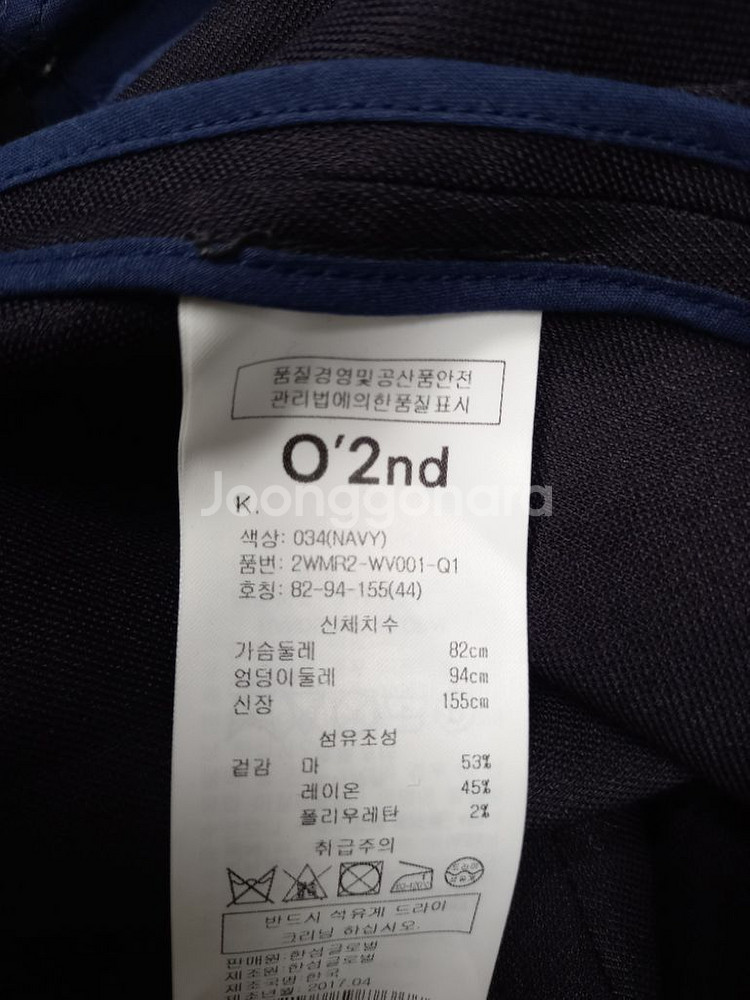 품질경영및공산품안전
관리법에의한품질표시
O'2nd
Joonggonara
K.
색상: 034(NAVY)
품번: 2WMR2-WV001-Q1
호칭: 82-94-155(44)
신체치수
가슴둘레 82cm
엉덩이둘레 94cm
신장 155cm
섬유조성
겉감 마 53%
레이온 45%
폴리우레탄 2%
취급주의
80-120℃
반드시 석유계 드라이
크리닝 하십시오.
판매원: 한섬글로벌
제조원: 한섬글로벌
제조국명: 한국
제조년월: 2017.04